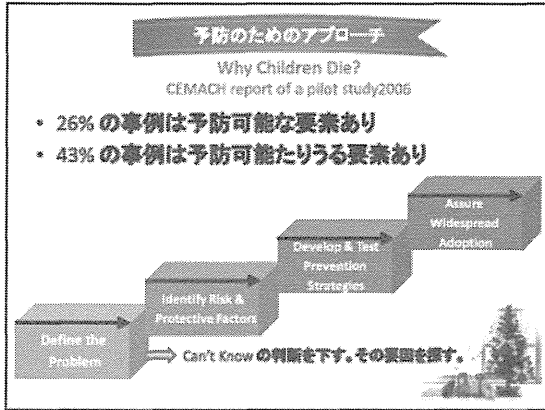 予防のためのアプローチ
Why Children Die?
CEMACH report of a pilot study2006
• 26% の事例は予防可能な要素あり
• 43% の事例は予防可能たりうる要素あり
Assure
Widespread
Adoption
Develop & Test
Prevention
Strategies
Identify Risk &
Protective Factors
Define the
Problem
Can't Know の判断を下す。その要因を探す。